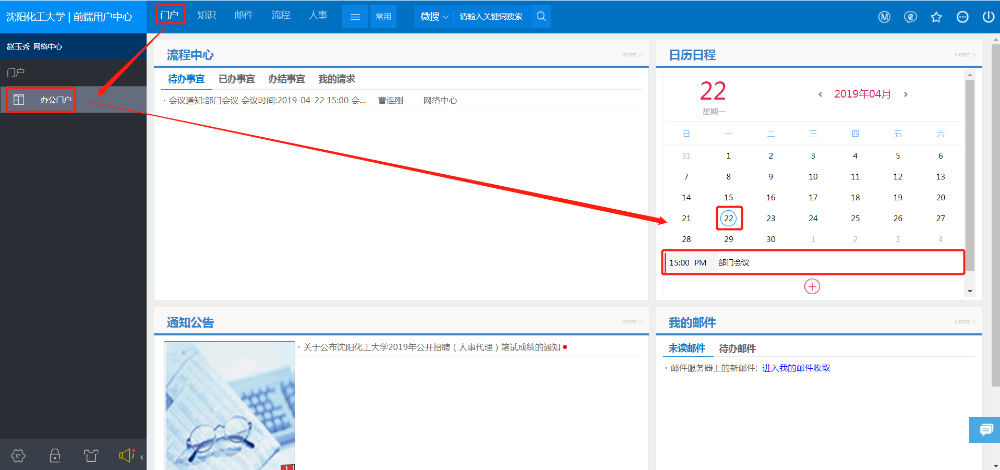 沈阳化工大学 | 前端用户中心
门户 知识 邮件 流程 人事 常用 微搜 请输入关键词搜索
赵玉秀 网络中心
门户
办公门户
流程中心 MORE >>
待办事宜 已办事宜 办结事宜 我的请求
· 会议通知:部门会议 会议时间:2019-04-22 15:00 会... 曹连刚 网络中心
日历日程 MORE >>
22
星期一
‹ 2019年04月 ›
日 一 二 三 四 五 六
31 1 2 3 4 5 6
7 8 9 10 11 12 13
14 15 16 17 18 19 20
21 22 23 24 25 26 27
28 29 30 1 2 3 4
15:00 PM 部门会议
通知公告 MORE >>
· 关于公布沈阳化工大学2019年公开招聘（人事代理）笔试成绩的通知
1
我的邮件 MORE >>
未读邮件 待办邮件
· 邮件服务器上的新邮件: 进入我的邮件收取